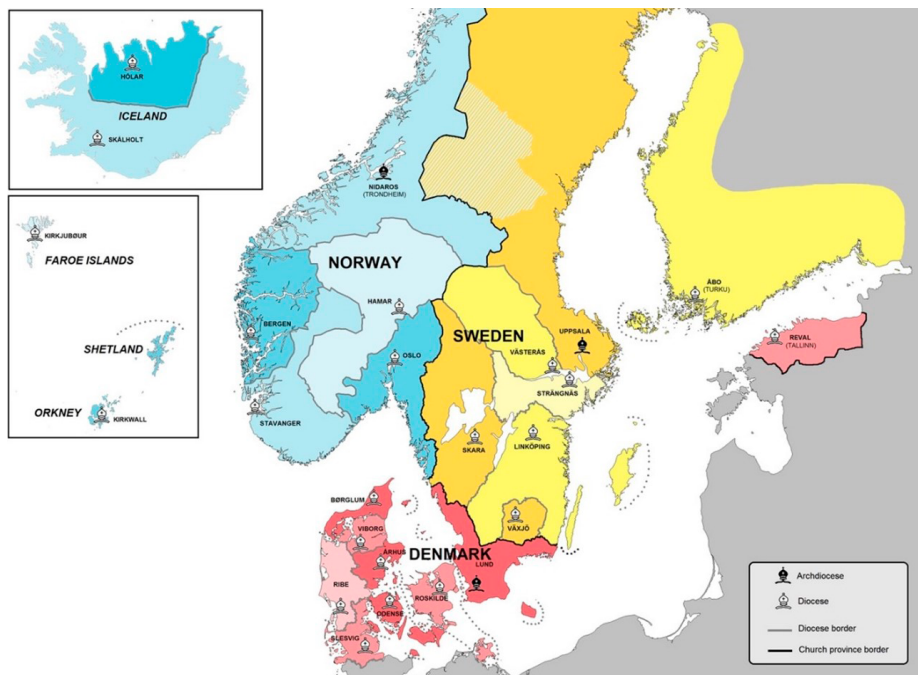 HÓLAR
ICELAND
SKÁLHOLT
KIRKJUBØUR
FAROE ISLANDS
SHETLAND
ORKNEY
KIRKWALL
NIDAROS
(TRONDHEIM)
NORWAY
HAMAR
BERGEN
OSLO
STAVANGER
SWEDEN
UPPSALA
VÄSTERÅS
STRÄNGNÄS
SKARA
LINKÖPING
VÄXJÖ
ÅBO
(TURKU)
REVAL
(TALLINN)
BØRGLUM
VIBORG
ÅRHUS
DENMARK
LUND
RIBE
ROSKILDE
ODENSE
SLESVIG
Archdiocese
Diocese
Diocese border
Church province border